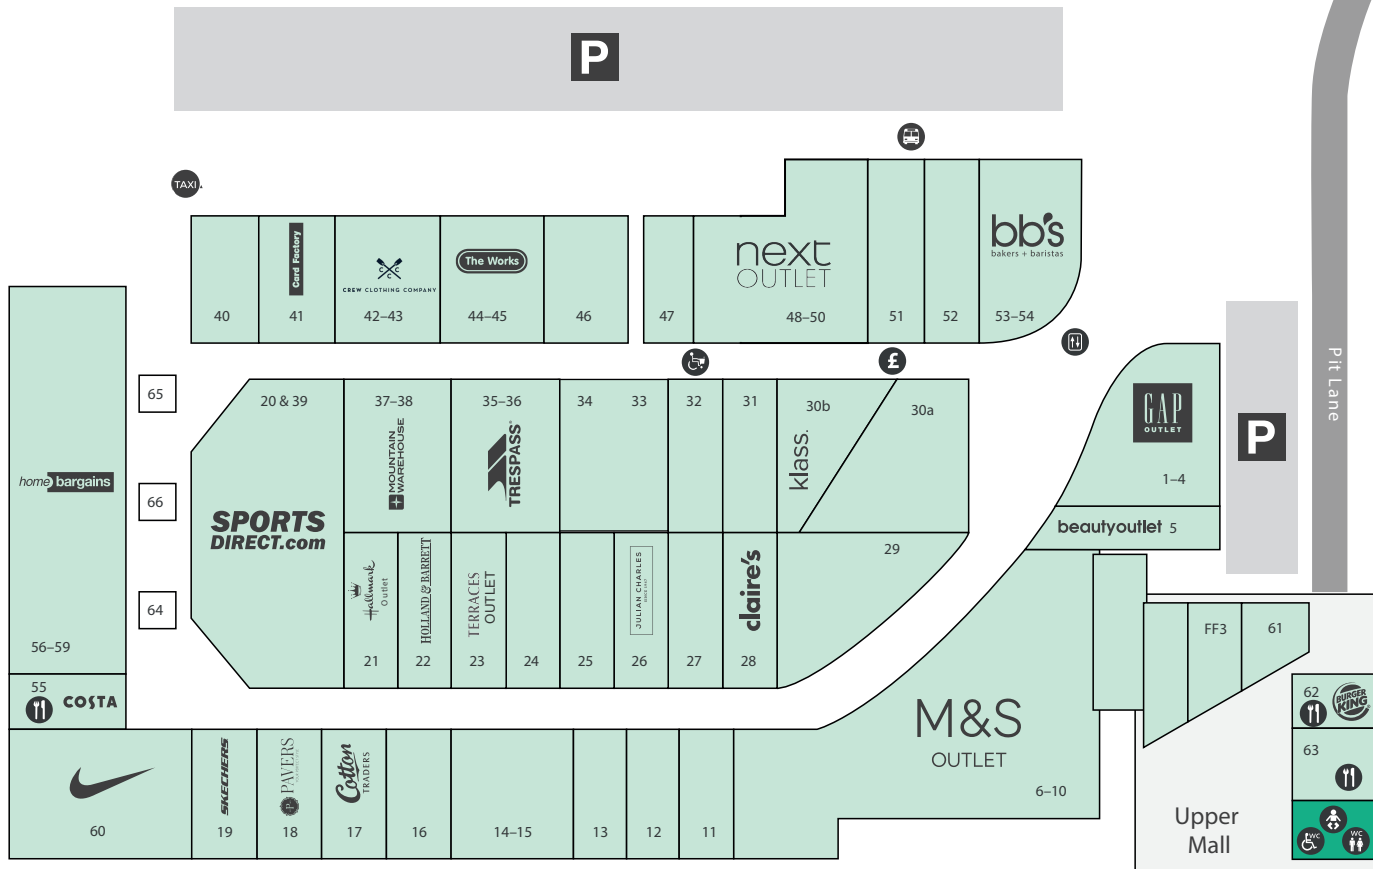 P
TAXI
Card Factory
CREW CLOTHING COMPANY
The Works
next
OUTLET
bb's
bakers + baristas
40
41
42–43
44–45
46
47
48–50
51
52
53–54
£
Pit Lane
GAP
OUTLET
1–4
P
beautyoutlet 5
65
66
64
home bargains
56–59
55
COSTA
20 & 39
37–38
35–36
34
33
32
31
30b
30a
MOUNTAIN
WAREHOUSE
TRESPASS
klass.
SPORTS
DIRECT.com
29
Hallmark
Outlet
HOLLAND & BARRETT
TERRACES
OUTLET
JULIAN CHARLES
claire's
21
22
23
24
25
26
27
28
M&S
OUTLET
6–10
FF3
61
62
BURGER
KING
63
WC
WC
Upper
Mall
SKECHERS
PAVERS
Cotton
TRADERS
60
19
18
17
16
14–15
13
12
11